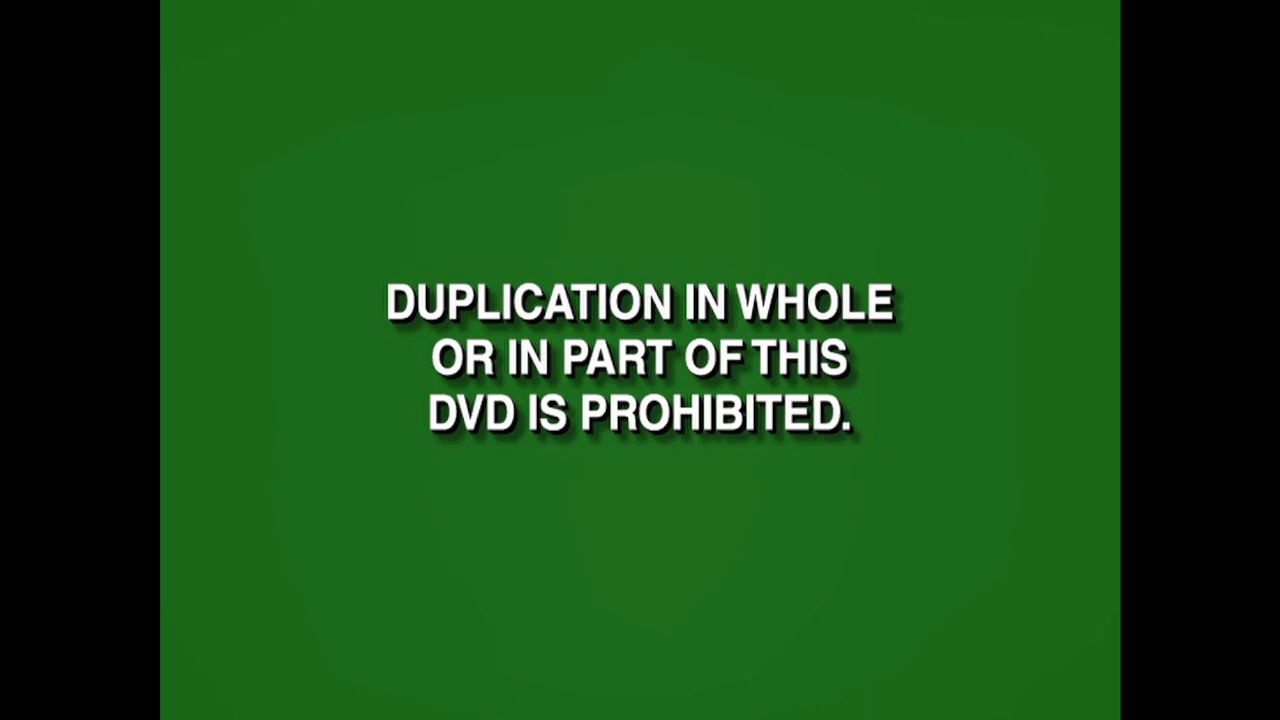 DUPLICATION IN WHOLE
OR IN PART OF THIS
DVD IS PROHIBITED.